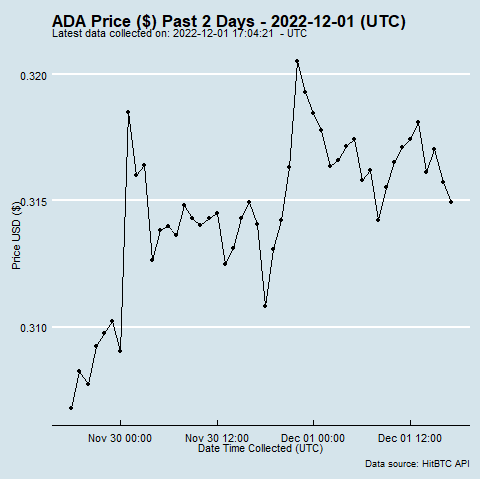 ADA Price ($) Past 2 Days - 2022-12-01 (UTC)
Latest data collected on: 2022-12-01 17:04:21 - UTC
0.320
0.315
0.310
Price USD ($)
Nov 30 00:00 Nov 30 12:00 Dec 01 00:00 Dec 01 12:00
Date Time Collected (UTC)
Data source: HitBTC API